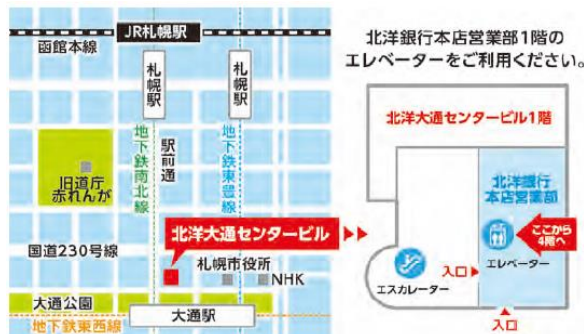 JR札幌駅
函館本線
札幌駅
札幌駅
地下鉄南北線
駅前通
地下鉄東豊線
旧道庁
赤れんが
北洋大通センタービル
国道230号線
札幌市役所
NHK
大通公園
大通駅
地下鉄東西線
北洋銀行本店営業部1階の
エレベーターをご利用ください。
北洋大通センタービル1階
北洋銀行
本店営業部
ここから
4階へ
エレベーター
入口
エスカレーター
入口